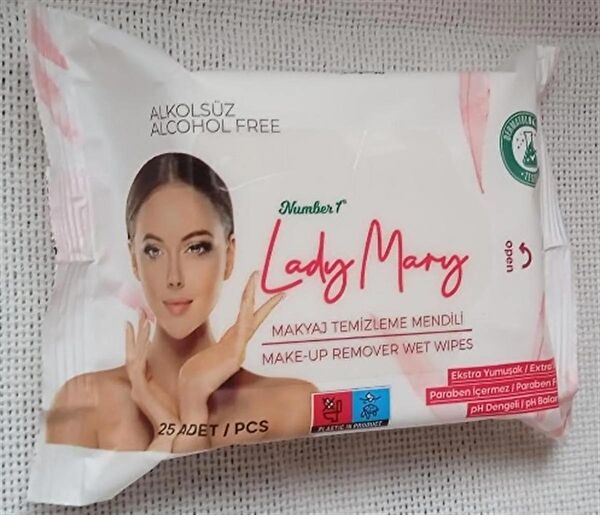 ALKOLSÜZ
ALCOHOL FREE
Number 1
Lady Mary
MAKYAJ TEMİZLEME MENDİLİ
MAKE-UP REMOVER WET WIPES
open
Ekstra Yumuşak / Extra
Paraben İçermez / Paraben
pH Dengeli / pH
PLASTIC IN PRODUCT
25 ADET / PCS